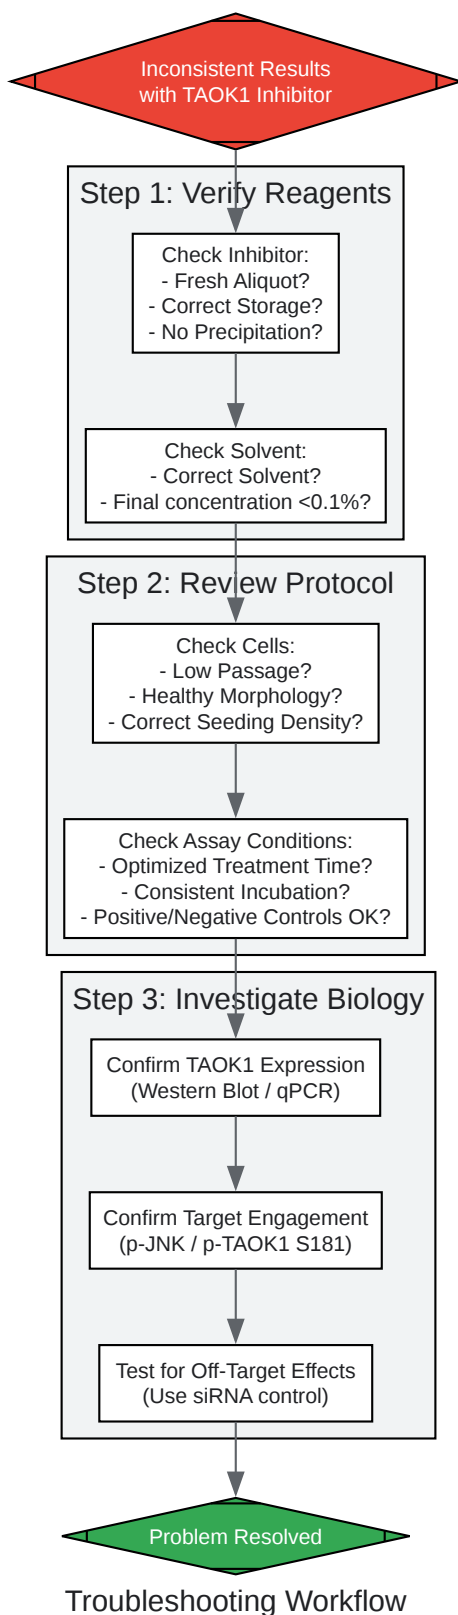 Inconsistent Results
with TAOK1 Inhibitor
Step 1: Verify Reagents
Check Inhibitor:
- Fresh Aliquot?
- Correct Storage?
- No Precipitation?
Check Solvent:
- Correct Solvent?
- Final concentration <0.1%?
Step 2: Review Protocol
Check Cells:
- Low Passage?
- Healthy Morphology?
- Correct Seeding Density?
Check Assay Conditions:
- Optimized Treatment Time?
- Consistent Incubation?
- Positive/Negative Controls OK?
Step 3: Investigate Biology
Confirm TAOK1 Expression
(Western Blot / qPCR)
Confirm Target Engagement
(p-JNK / p-TAOK1 S181)
Test for Off-Target Effects
(Use siRNA control)
Problem Resolved
Troubleshooting Workflow